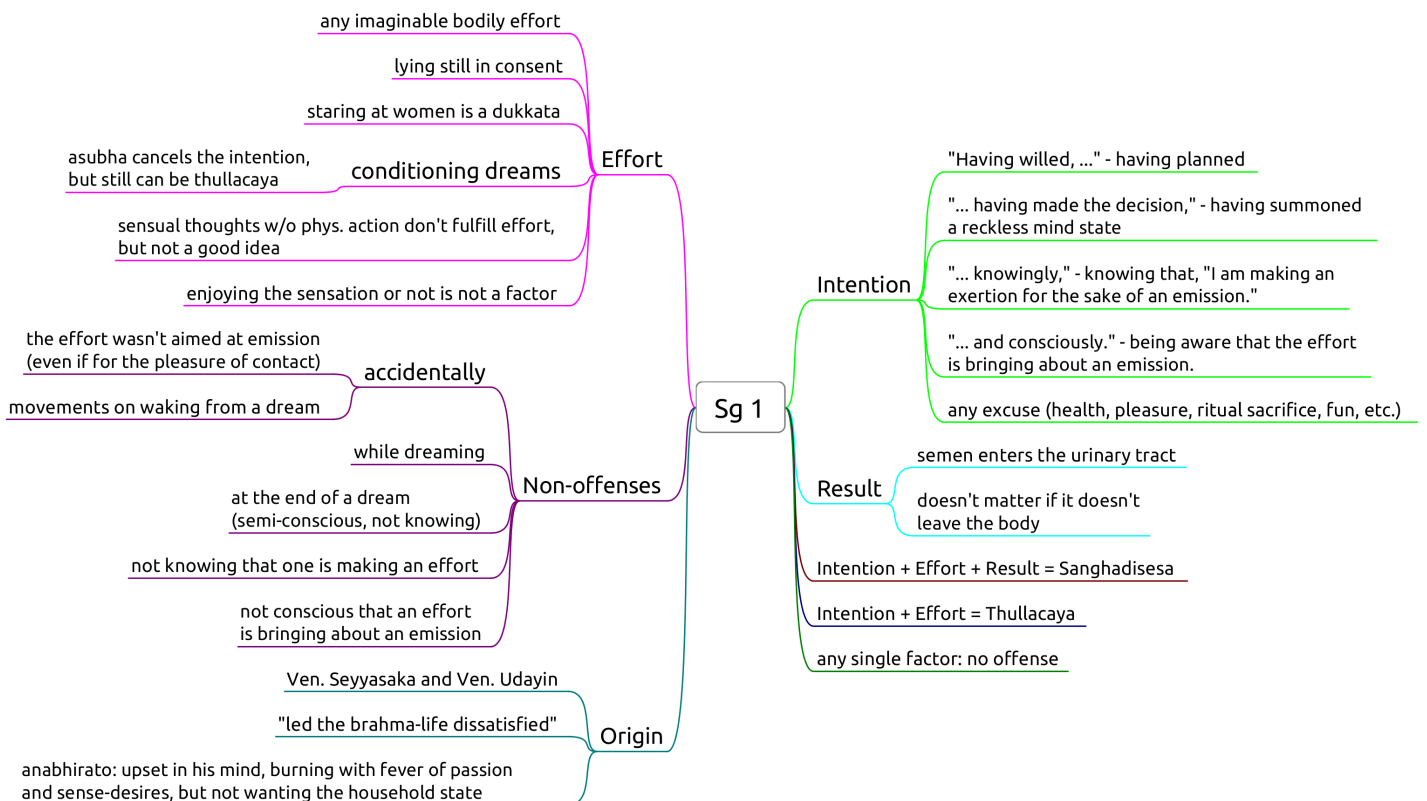 any imaginable bodily effort
lying still in consent
staring at women is a dukkata
asubha cancels the intention,
but still can be thullacaya
conditioning dreams
Effort
sensual thoughts w/o phys. action don't fulfill effort,
but not a good idea
enjoying the sensation or not is not a factor
the effort wasn't aimed at emission
(even if for the pleasure of contact)
accidentally
movements on waking from a dream
while dreaming
at the end of a dream
(semi-conscious, not knowing)
Non-offenses
not knowing that one is making an effort
not conscious that an effort
is bringing about an emission
Ven. Seyyasaka and Ven. Udayin
"led the brahma-life dissatisfied"
Origin
anabhirato: upset in his mind, burning with fever of passion
and sense-desires, but not wanting the household state
Sg 1
"Having willed, ..." - having planned
"... having made the decision," - having summoned
a reckless mind state
Intention
"... knowingly," - knowing that, "I am making an
exertion for the sake of an emission."
"... and consciously." - being aware that the effort
is bringing about an emission.
any excuse (health, pleasure, ritual sacrifice, fun, etc.)
semen enters the urinary tract
Result
doesn't matter if it doesn't
leave the body
Intention + Effort + Result = Sanghadisesa
Intention + Effort = Thullacaya
any single factor: no offense